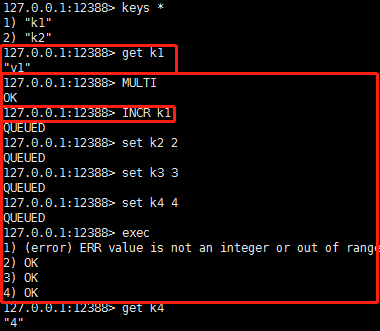 127.0.0.1:12388> keys *
1) "k1"
2) "k2"
127.0.0.1:12388> get k1
"v1"
127.0.0.1:12388> MULTI
OK
127.0.0.1:12388> INCR k1
QUEUED
127.0.0.1:12388> set k2 2
QUEUED
127.0.0.1:12388> set k3 3
QUEUED
127.0.0.1:12388> set k4 4
QUEUED
127.0.0.1:12388> exec
1) (error) ERR value is not an integer or out of range
2) OK
3) OK
4) OK
127.0.0.1:12388> get k4
"4"